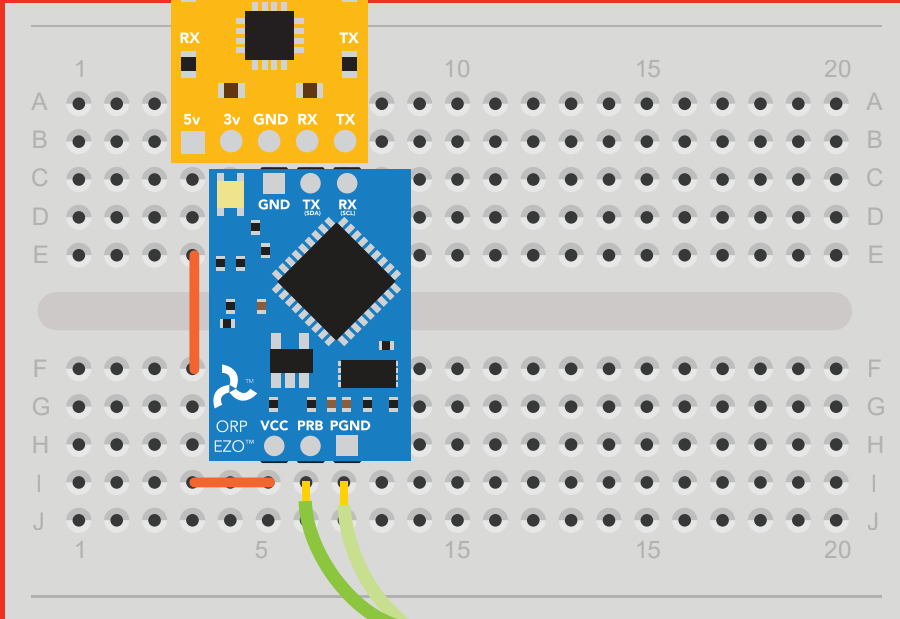 RX TX
1 10 15 20
A A
5v 3v GND RX TX
B B
C C
GND TX RX
(SDA) (SCL)
D D
E E
F F
TM
G G
ORP VCC PRB PGND
H H
EZO™
I I
J J
1 5 15 15 20